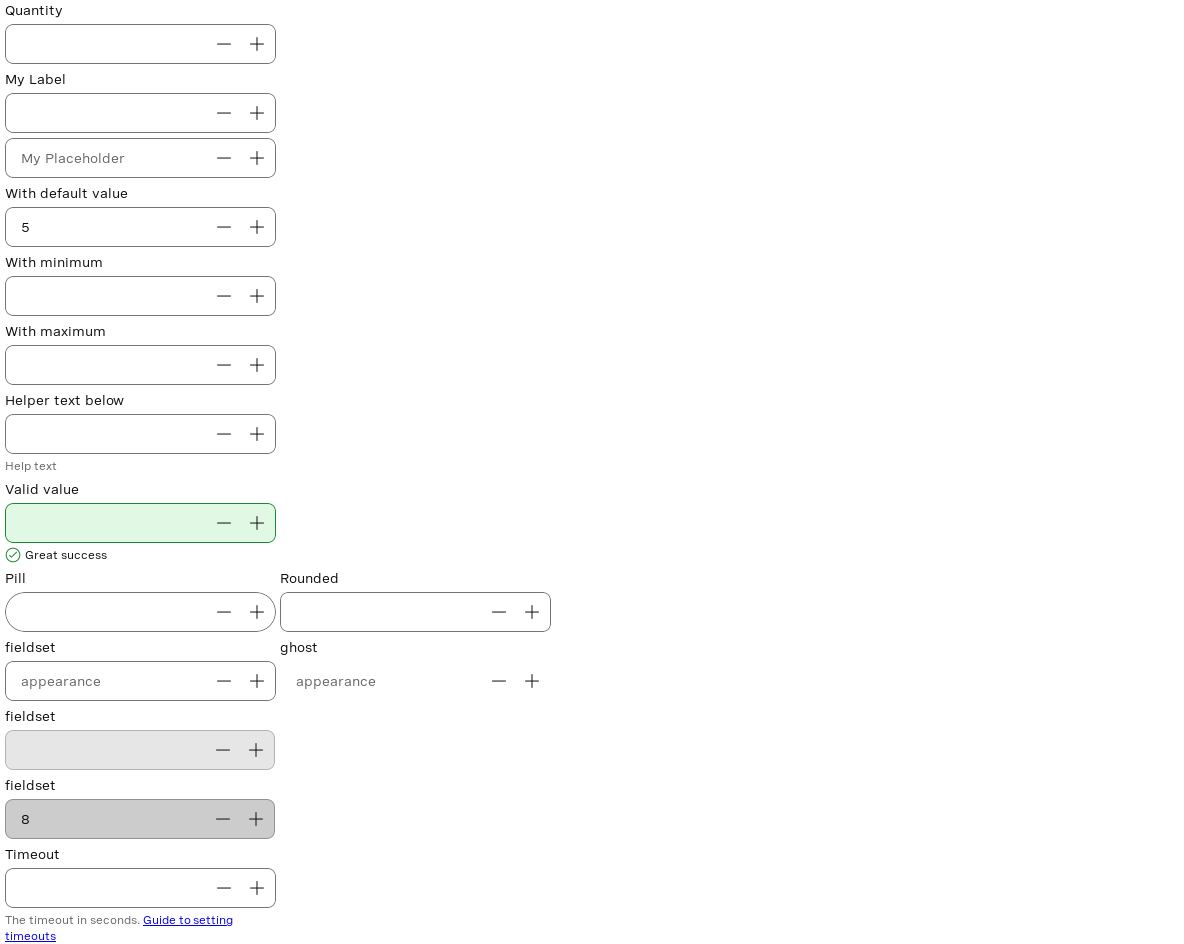 Quantity
My Label
My Placeholder
With default value
5
With minimum
With maximum
Helper text below
Help text
Valid value
Great success
Pill Rounded
fieldset ghost
appearance appearance
fieldset
fieldset
8
Timeout
The timeout in seconds. Guide to setting
timeouts